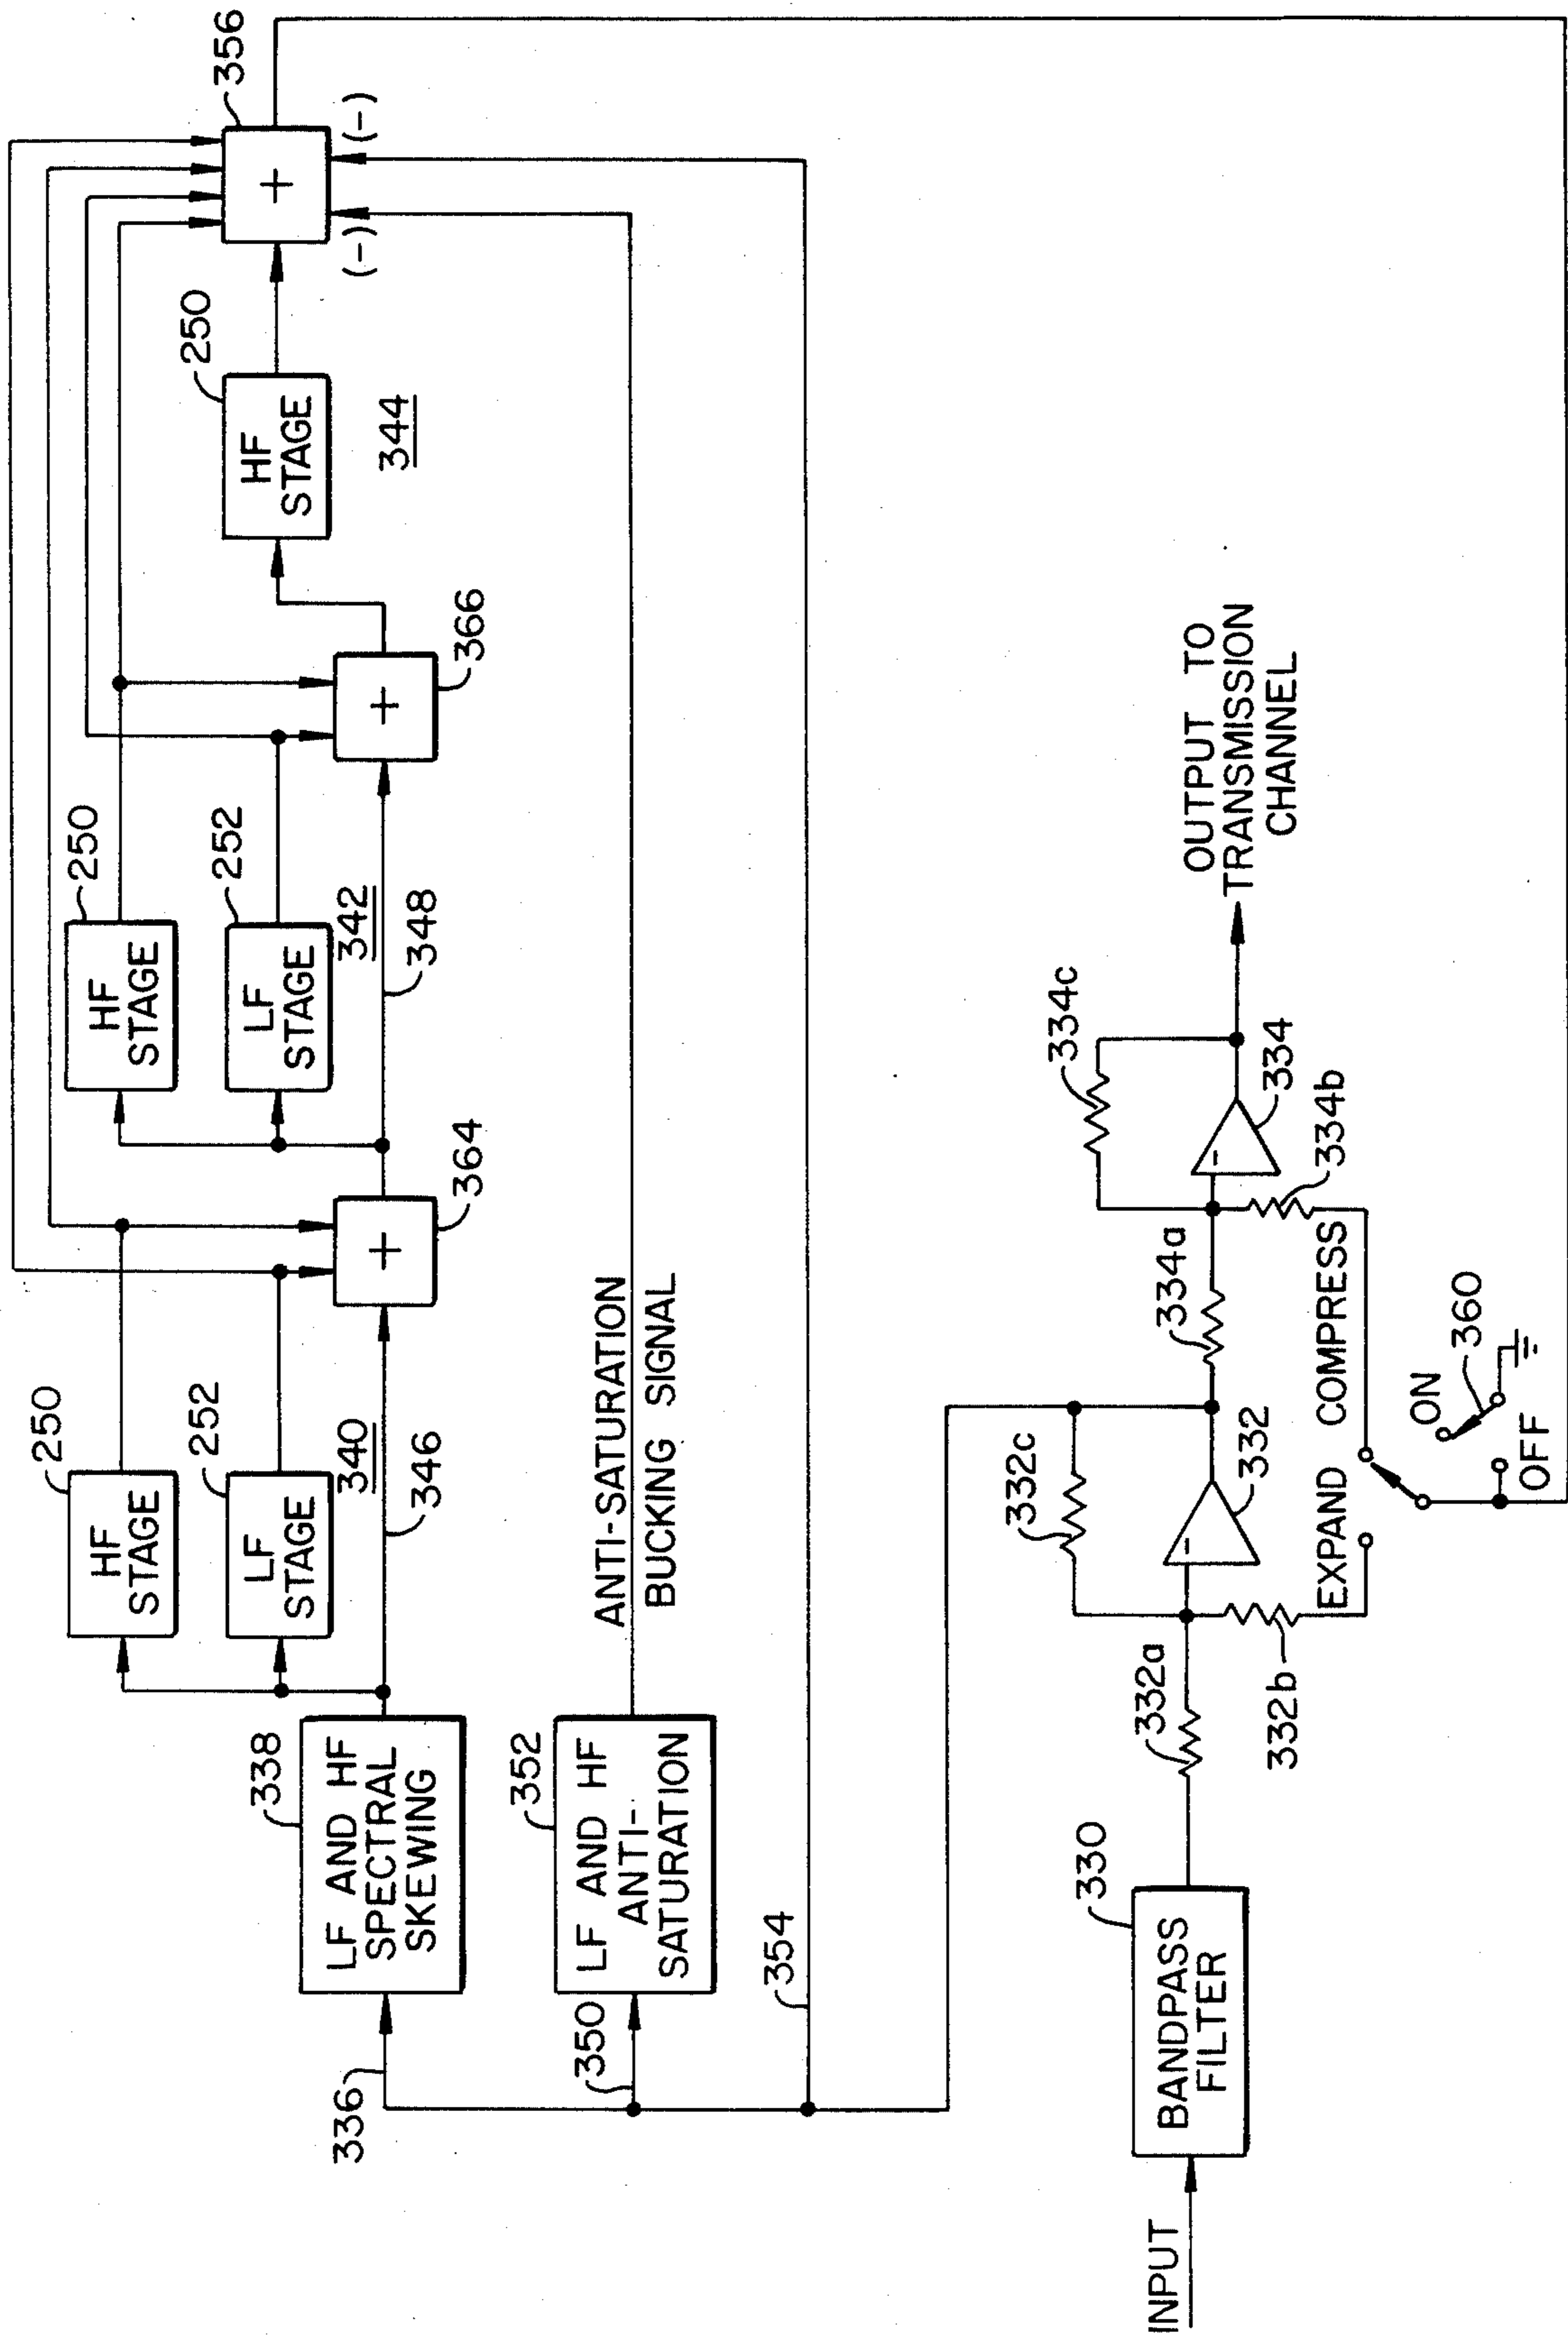 250
HF
STAGE
250
HF
STAGE
356
338
LF AND HF
SPECTRAL
SKEWING
252
LF
STAGE
340
346
364
+
252
LF
STAGE
342
348
366
+
250
HF
STAGE
344
+
(-)
(-)
336
352
LF AND HF
ANTI-
SATURATION
350
ANTI-SATURATION
BUCKING SIGNAL
354
INPUT
330
BANDPASS
FILTER
332a
332b
332c
-
332
334a
334b
334c
-
334
OUTPUT TO
TRANSMISSION
CHANNEL
EXPAND
COMPRESS
ON
360
OFF